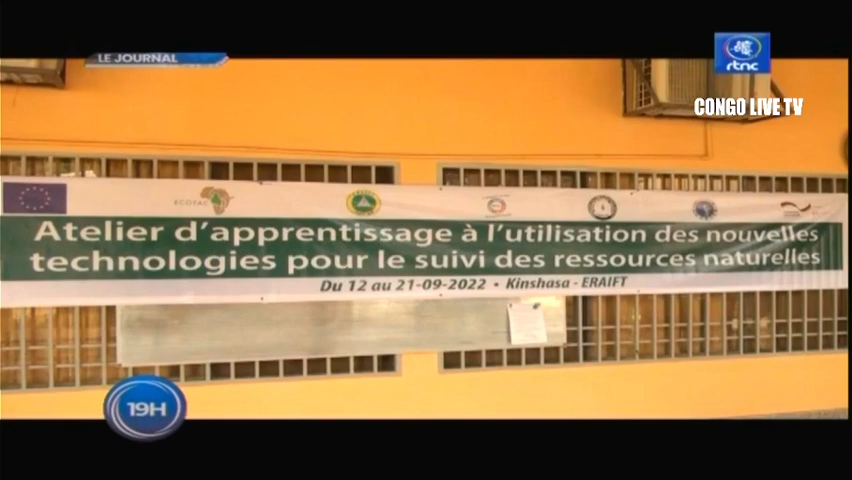 LE JOURNAL
rtnc
CONGO LIVE TV
ECOFAC
Atelier d'apprentissage à l'utilisation des nouvelles
technologies pour le suivi des ressources naturelles
Du 12 au 21-09-2022 • Kinshasa - ERAIFT
19H